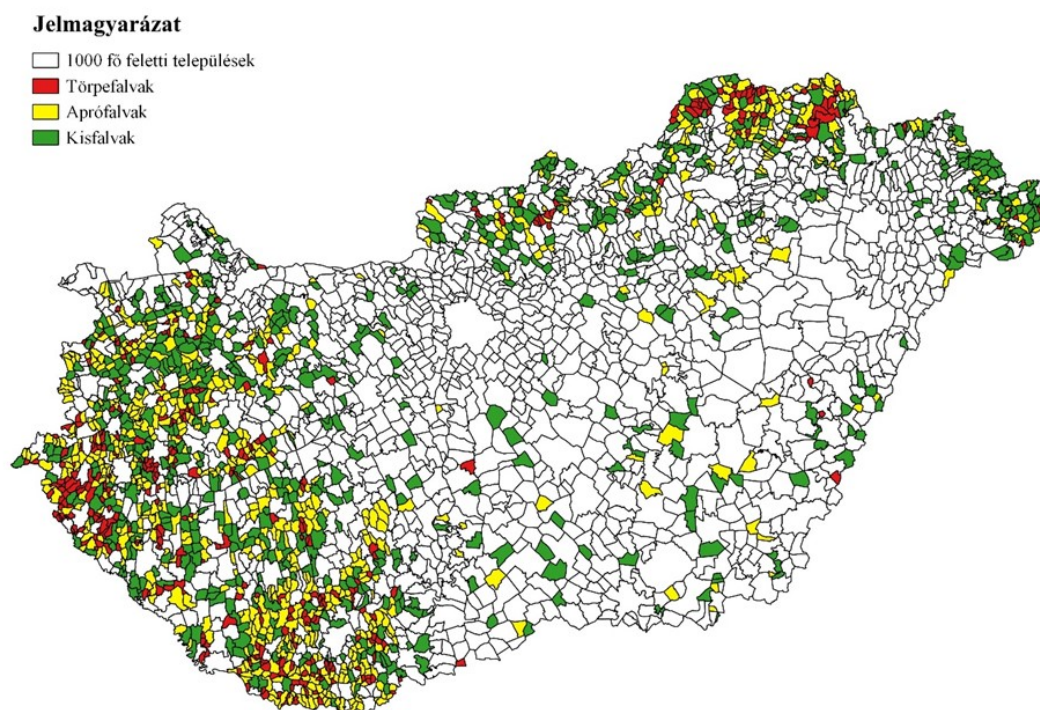 Jelmagyarázat
1000 fő feletti települések
Törpefalvak
Aprófalvak
Kisfalvak